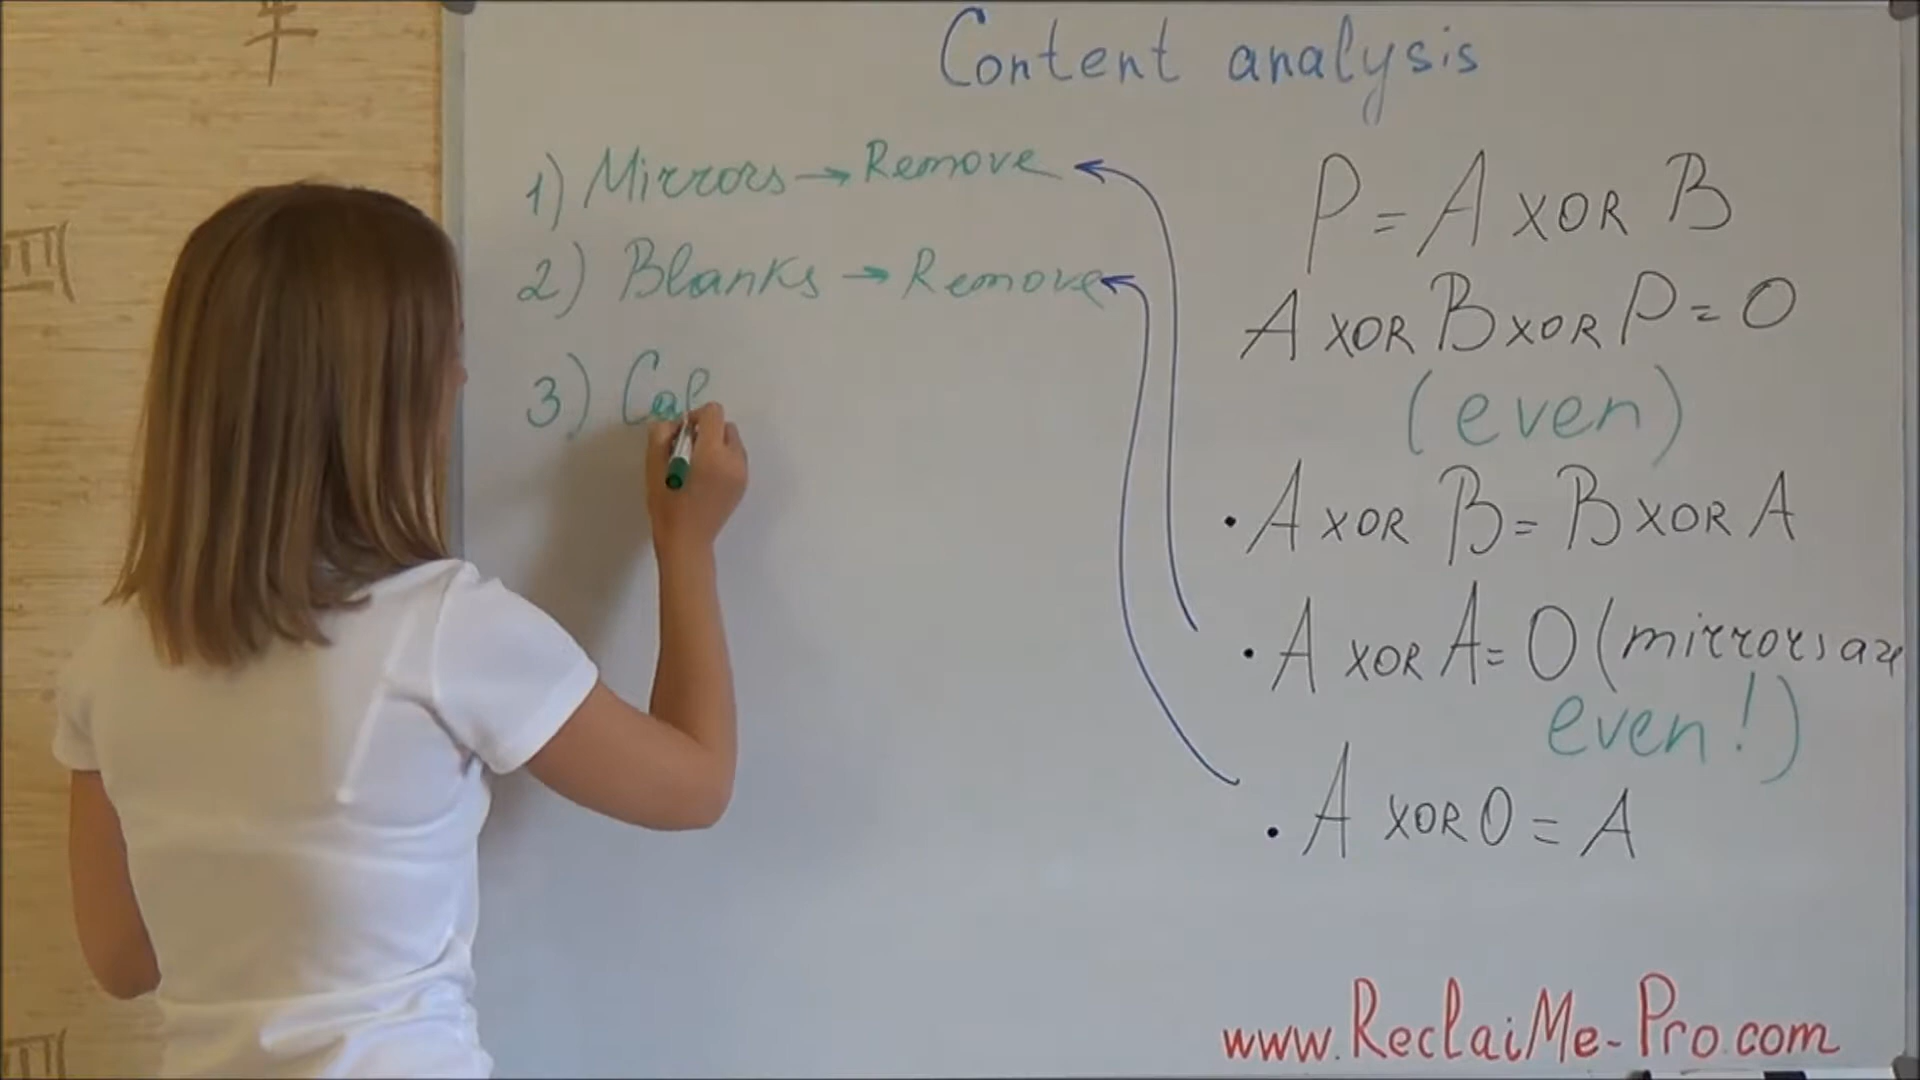 Content analysis
1) Mirrors → Remove
2) Blanks → Remove
3) Cal
P = A XOR B
A XOR B XOR P = 0
(even)
· A XOR B = B XOR A
· A XOR A = 0 (mirrors are
even!)
· A XOR 0 = A
www.ReclaiMe-Pro.com